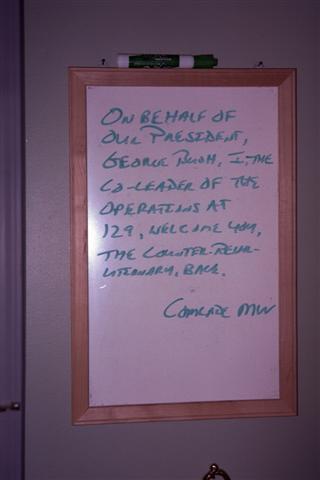 ON BEHALF OF
OUR PRESIDENT,
GEORGE BUSH, I, THE
CO-LEADER OF THE
OPERATIONS AT
129, WELCOME YOU,
THE COUNTER-REVOL-
UTIONARY, BACK.
COMRADE MW